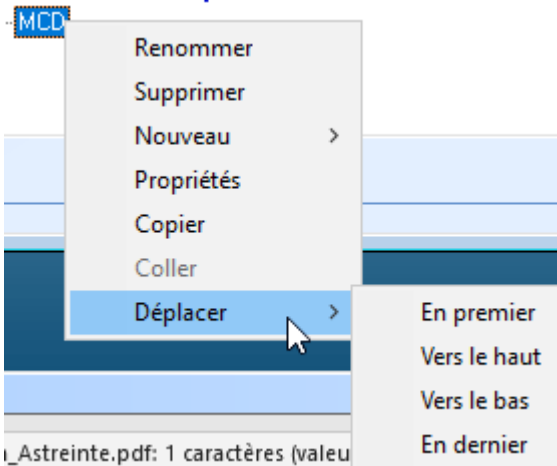 MCD
Renommer
Supprimer
Nouveau
Propriétés
Copier
Coller
Déplacer
En premier
Vers le haut
Vers le bas
En dernier
_Astreinte.pdf: 1 caractères (valeu